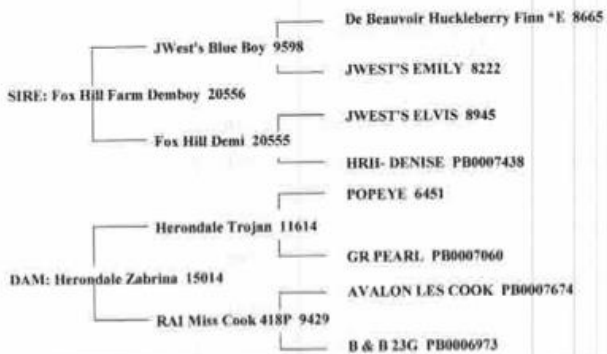 De Beauvoir Huckleberry Finn *E 8665
JWest's Blue Boy 9598
JWEST'S EMILY 8222
SIRE: Fox Hill Farm Demboy 20556
JWEST'S ELVIS 8945
Fox Hill Demi 20555
HRH- DENISE PB0007438
POPEYE 6451
Herondale Trojan 11614
GR PEARL PB0007060
DAM: Herondale Zabrina 15014
AVALON LES COOK PB0007674
RAI Miss Cook 418P 9429
B & B 23G PB0006973